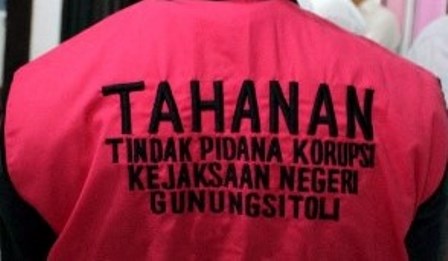 TAHANAN
TINDAK PIDANA KORUPSI
KEJAKSAAN NEGERI
GUNUNGSITOLI